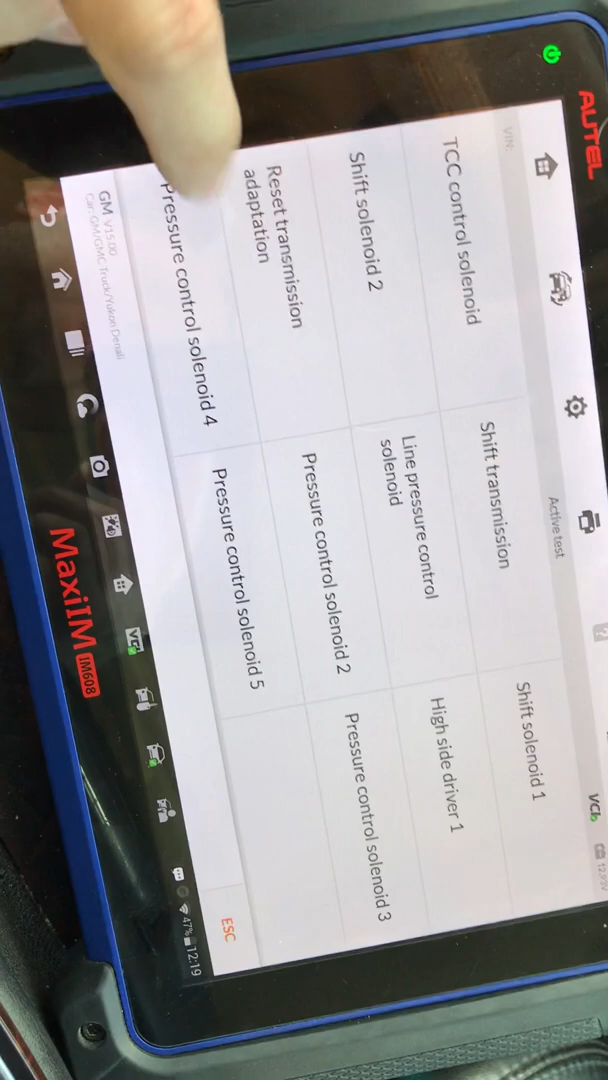 AUTEL
Active test
VCI
12.93V
VIN:
TCC control solenoid
Shift transmission
Shift solenoid 1
Shift solenoid 2
Line pressure control
solenoid
High side driver 1
Reset transmission
adaptation
Pressure control solenoid 2
Pressure control solenoid 3
Pressure control solenoid 4
Pressure control solenoid 5
ESC
GM V15.00
Car: GM/GMC Truck/Yukon Denali
VCI
47%
12:19
MaxiIM IM608